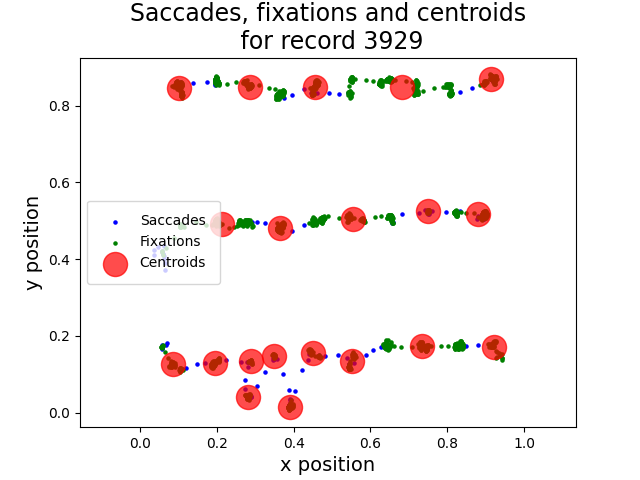 Saccades, fixations and centroids
for record 3929
y position
0.8
0.6
0.4
0.2
0.0
Saccades
Fixations
Centroids
0.0 0.2 0.4 0.6 0.8 1.0
x position